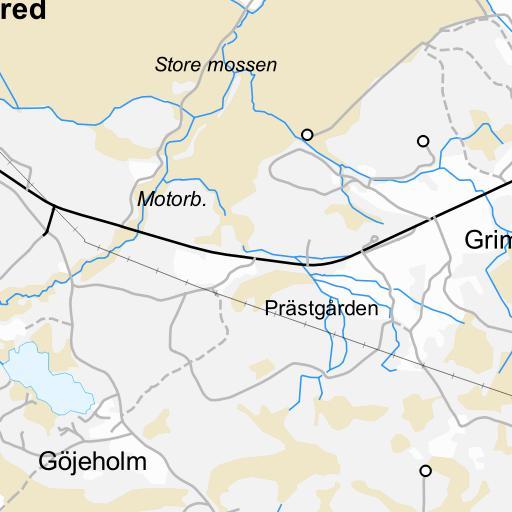 red
Store mossen
Motorb.
Grim
Prästgården
Göjeholm